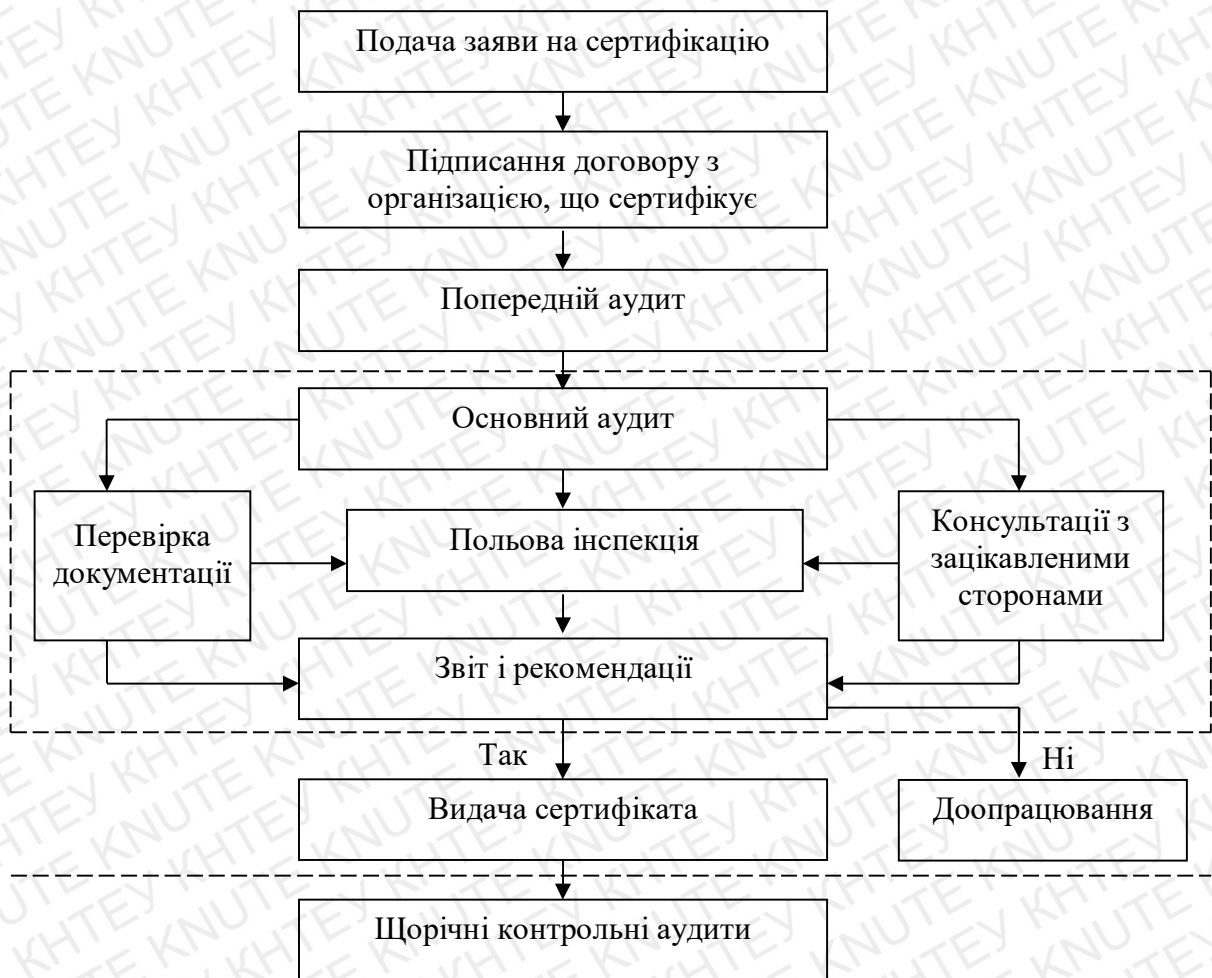 Подача заяви на сертифікацію
Підписання договору з
організацією, що сертифікує
Попередній аудит
Основний аудит
Перевірка
документації
Польова інспекція
Консультації з
зацікавленими
сторонами
Звіт і рекомендації
Так
Ні
Видача сертифіката
Доопрацювання
Щорічні контрольні аудити